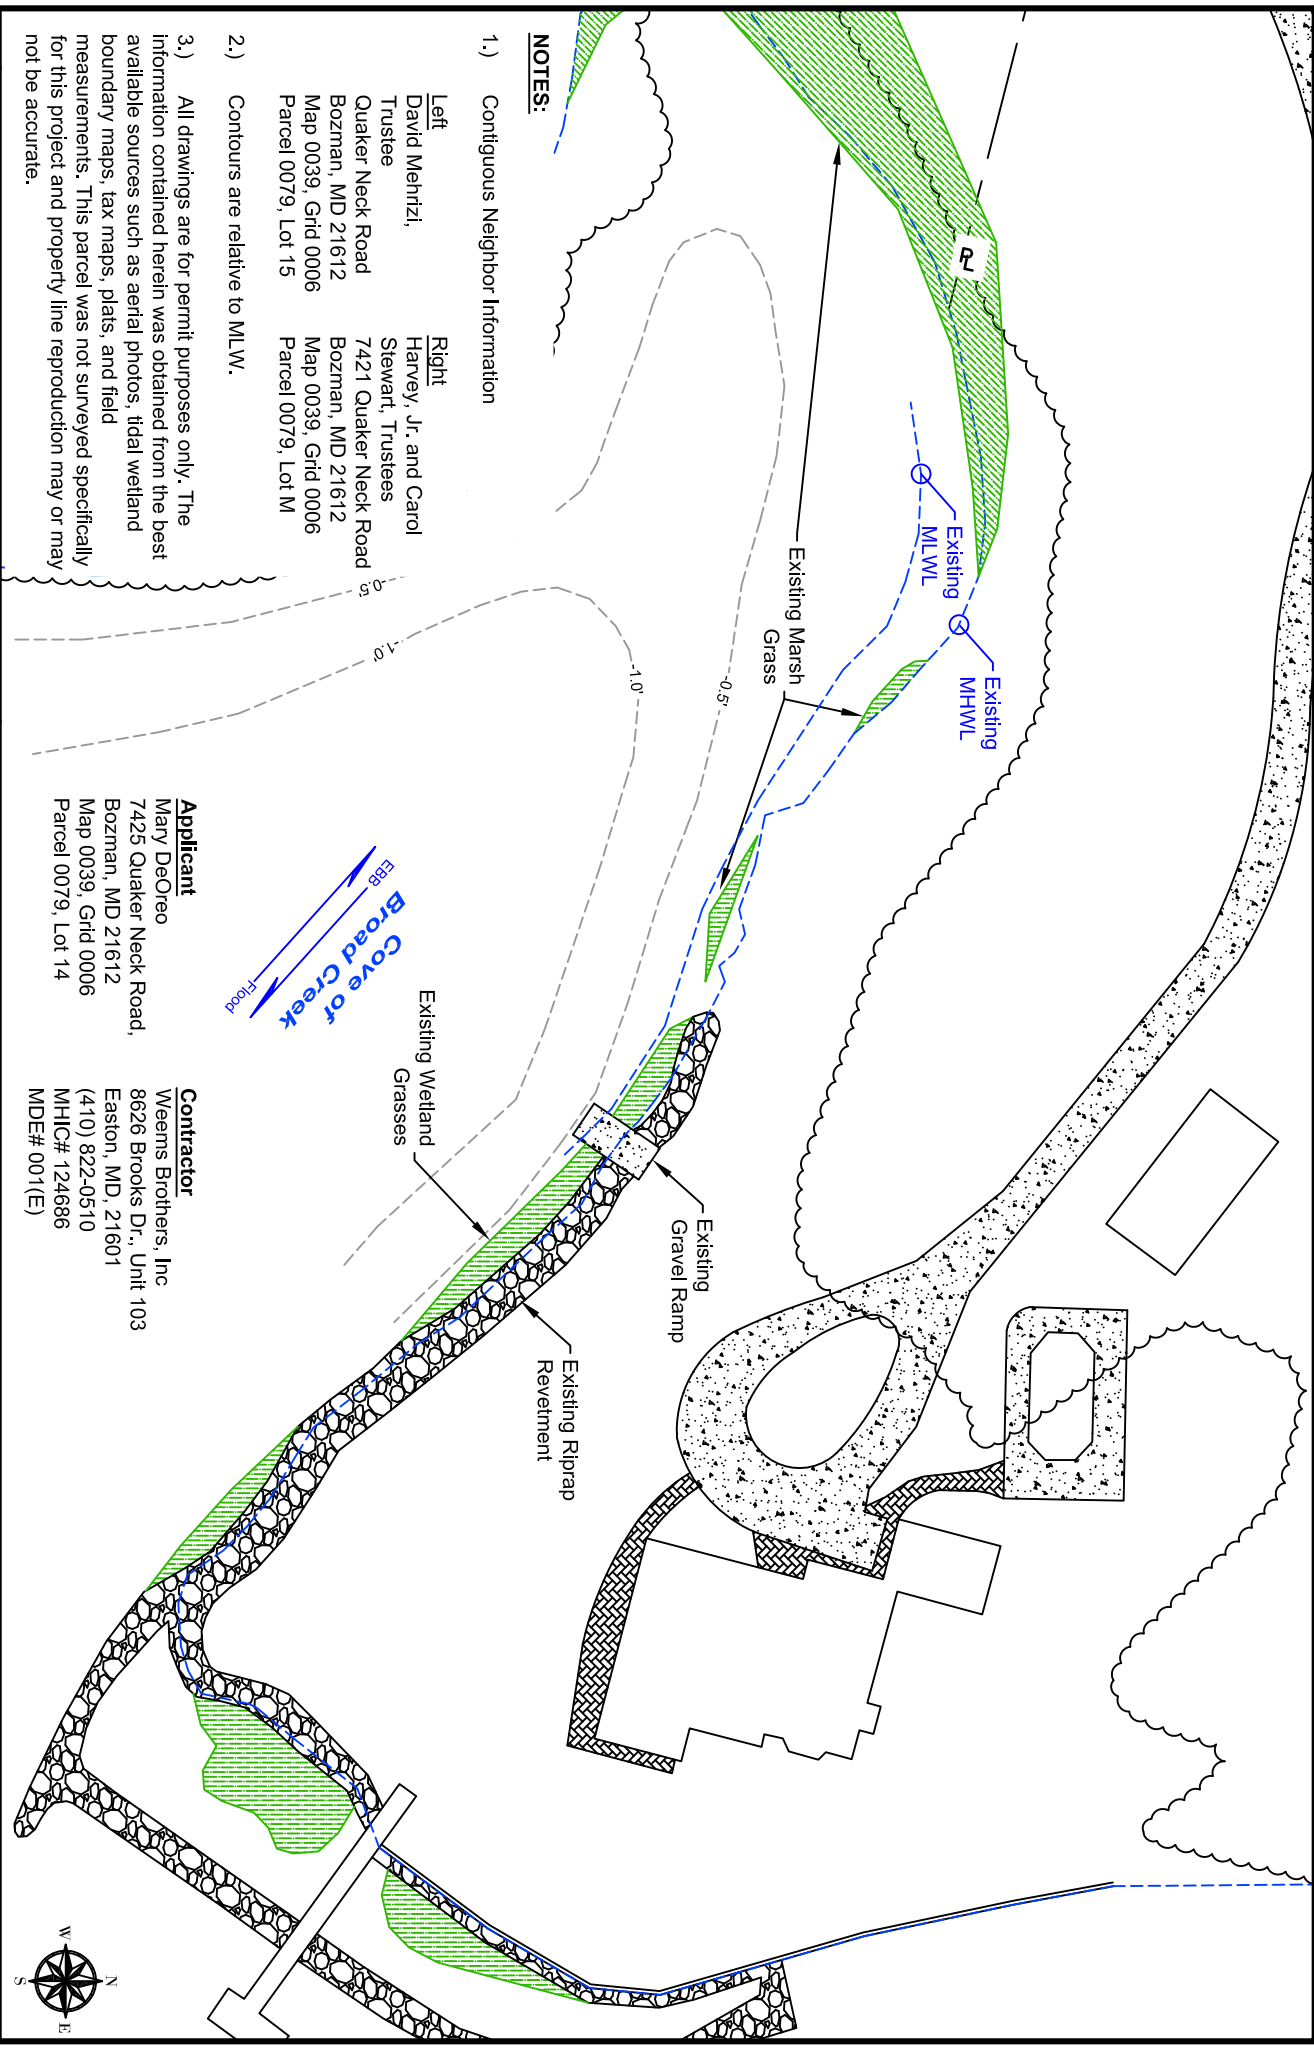 NOTES:
1.) Contiguous Neighbor Information
Left
David Mehrizi,
Trustee
Quaker Neck Road
Bozman, MD 21612
Map 0039, Grid 0006
Parcel 0079, Lot 15
Right
Harvey, Jr. and Carol
Stewart, Trustees
7421 Quaker Neck Road
Bozman, MD 21612
Map 0039, Grid 0006
Parcel 0079, Lot M
2.) Contours are relative to MLW.
3.) All drawings are for permit purposes only. The
information contained herein was obtained from the best
available sources such as aerial photos, tidal wetland
boundary maps, tax maps, plats, and field
measurements. This parcel was not surveyed specifically
for this project and property line reproduction may or may
not be accurate.
PL
Existing
MLWL
Existing
MHWL
Existing Marsh
Grass
-0.5'
-1.0'
-0.5'
-1.0'
EBB
Flood
Cove of
Broad Creek
Existing Wetland
Grasses
Existing
Gravel Ramp
Existing Riprap
Revetment
Applicant
Mary DeOreo
7425 Quaker Neck Road,
Bozman, MD 21612
Map 0039, Grid 0006
Parcel 0079, Lot 14
Contractor
Weems Brothers, Inc
8626 Brooks Dr., Unit 103
Easton, MD, 21601
(410) 822-0510
MHIC# 124686
MDE# 001(E)
N
W
E
S